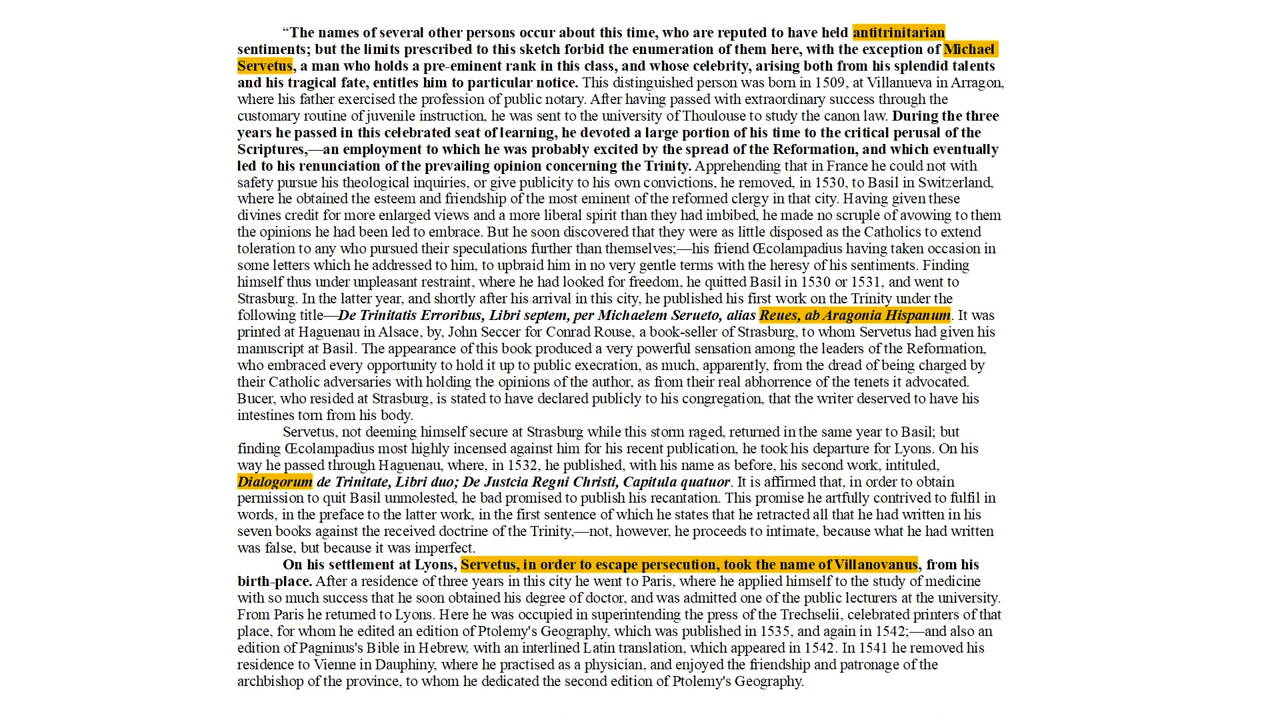 “The names of several other persons occur about this time, who are reputed to have held antitrinitarian
sentiments; but the limits prescribed to this sketch forbid the enumeration of them here, with the exception of Michael
Servetus, a man who holds a pre-eminent rank in this class, and whose celebrity, arising both from his splendid talents
and his tragical fate, entitles him to particular notice. This distinguished person was born in 1509, at Villanueva in Arragon,
where his father exercised the profession of public notary. After having passed with extraordinary success through the
customary routine of juvenile instruction, he was sent to the university of Thoulouse to study the canon law. During the three
years he passed in this celebrated seat of learning, he devoted a large portion of his time to the critical perusal of the
Scriptures,—an employment to which he was probably excited by the spread of the Reformation, and which eventually
led to his renunciation of the prevailing opinion concerning the Trinity. Apprehending that in France he could not with
safety pursue his theological inquiries, or give publicity to his own convictions, he removed, in 1530, to Basil in Switzerland,
where he obtained the esteem and friendship of the most eminent of the reformed clergy in that city. Having given these
divines credit for more enlarged views and a more liberal spirit than they had imbibed, he made no scruple of avowing to them
the opinions he had been led to embrace. But he soon discovered that they were as little disposed as the Catholics to extend
toleration to any who pursued their speculations further than themselves;—his friend Œcolampadius having taken occasion in
some letters which he addressed to him, to upbraid him in no very gentle terms with the heresy of his sentiments. Finding
himself thus under unpleasant restraint, where he had looked for freedom, he quitted Basil in 1530 or 1531, and went to
Strasburg. In the latter year, and shortly after his arrival in this city, he published his first work on the Trinity under the
following title—De Trinitatis Erroribus, Libri septem, per Michaelem Serueto, alias Reues, ab Aragonia Hispanum. It was
printed at Haguenau in Alsace, by, John Seccer for Conrad Rouse, a book-seller of Strasburg, to whom Servetus had given his
manuscript at Basil. The appearance of this book produced a very powerful sensation among the leaders of the Reformation,
who embraced every opportunity to hold it up to public execration, as much, apparently, from the dread of being charged by
their Catholic adversaries with holding the opinions of the author, as from their real abhorrence of the tenets it advocated.
Bucer, who resided at Strasburg, is stated to have declared publicly to his congregation, that the writer deserved to have his
intestines torn from his body.
Servetus, not deeming himself secure at Strasburg while this storm raged, returned in the same year to Basil; but
finding Œcolampadius most highly incensed against him for his recent publication, he took his departure for Lyons. On his
way he passed through Haguenau, where, in 1532, he published, with his name as before, his second work, intituled,
Dialogorum de Trinitate, Libri duo; De Justcia Regni Christi, Capitula quatuor. It is affirmed that, in order to obtain
permission to quit Basil unmolested, he bad promised to publish his recantation. This promise he artfully contrived to fulfil in
words, in the preface to the latter work, in the first sentence of which he states that he retracted all that he had written in his
seven books against the received doctrine of the Trinity,—not, however, he proceeds to intimate, because what he had written
was false, but because it was imperfect.
On his settlement at Lyons, Servetus, in order to escape persecution, took the name of Villanovanus, from his
birth-place. After a residence of three years in this city he went to Paris, where he applied himself to the study of medicine
with so much success that he soon obtained his degree of doctor, and was admitted one of the public lecturers at the university.
From Paris he returned to Lyons. Here he was occupied in superintending the press of the Trechselii, celebrated printers of that
place, for whom he edited an edition of Ptolemy's Geography, which was published in 1535, and again in 1542;—and also an
edition of Pagninus's Bible in Hebrew, with an interlined Latin translation, which appeared in 1542. In 1541 he removed his
residence to Vienne in Dauphiny, where he practised as a physician, and enjoyed the friendship and patronage of the
archbishop of the province, to whom he dedicated the second edition of Ptolemy's Geography.